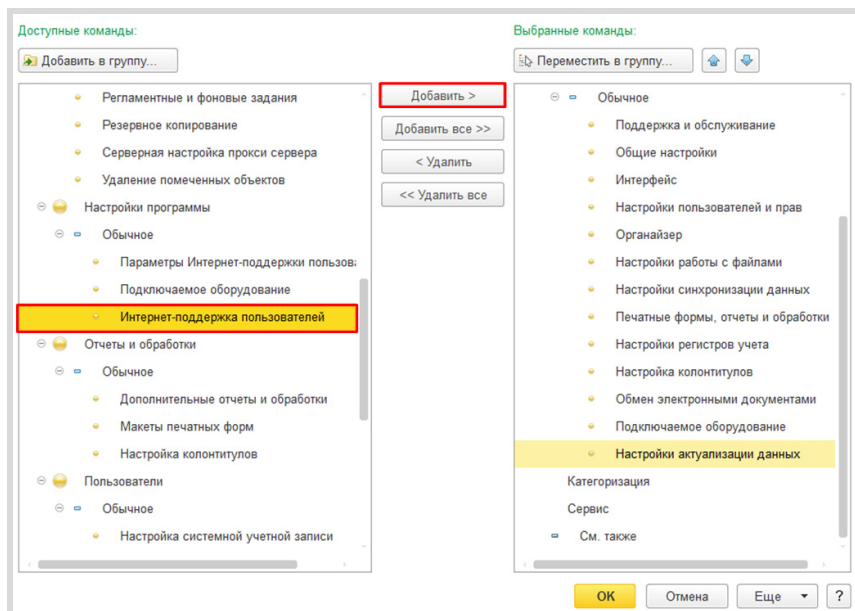 Доступные команды:
Добавить в группу...
Регламентные и фоновые задания
Резервное копирование
Серверная настройка прокси сервера
Удаление помеченных объектов
Настройки программы
Обычное
Параметры Интернет-поддержки пользов
Подключаемое оборудование
Интернет-поддержка пользователей
Отчеты и обработки
Обычное
Дополнительные отчеты и обработки
Макеты печатных форм
Настройка колонтитулов
Пользователи
Обычное
Настройка системной учетной записи
Добавить >
Добавить все >>
< Удалить
<< Удалить все
Выбранные команды:
Переместить в группу...
Обычное
Поддержка и обслуживание
Общие настройки
Интерфейс
Настройки пользователей и прав
Органайзер
Настройки работы с файлами
Настройки синхронизации данных
Печатные формы, отчеты и обработки
Настройки регистров учета
Настройка колонтитулов
Обмен электронными документами
Подключаемое оборудование
Настройки актуализации данных
Категоризация
Сервис
См. также
ОК
Отмена
Еще
?